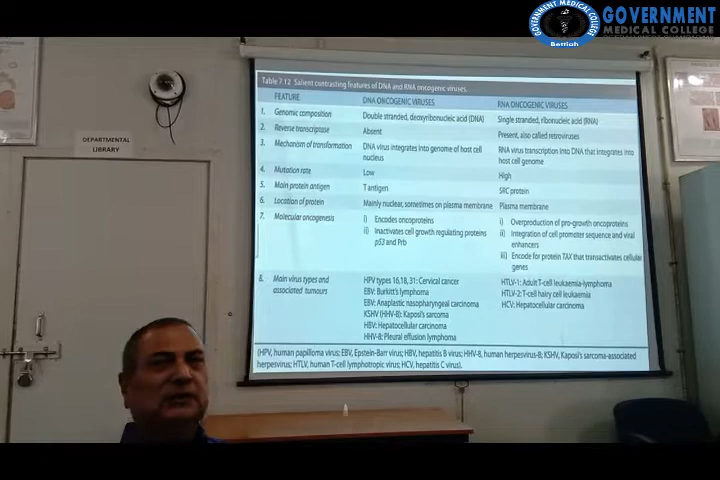 GOVERNMENT
MEDICAL COLLEGE
GOVERNMENT MEDICAL COLLEGE
Bettiah
DEPARTMENTAL
LIBRARY
Table 7.12 Salient contrasting features of DNA and RNA oncogenic viruses.
FEATURE DNA ONCOGENIC VIRUSES RNA ONCOGENIC VIRUSES
1. Genomic composition Double stranded, deoxyribonucleic acid (DNA) Single stranded, ribonucleic acid (RNA)
2. Reverse transcriptase Absent Present, also called retroviruses
3. Mechanism of transformation DNA virus integrates into genome of host cell RNA virus transcription into DNA that integrates into
nucleus host cell genome
4. Mutation rate Low High
5. Main protein antigen T antigen SRC protein
6. Location of protein Mainly nuclear, sometimes on plasma membrane Plasma membrane
7. Molecular oncogenesis i) Encodes oncoproteins i) Overproduction of pro-growth oncoproteins
ii) Inactivates cell growth regulating proteins ii) Integration of cell promoter sequence and viral
p53 and Prb enhancers
iii) Encode for protein TAX that transactivates cellular
genes
8. Main virus types and HPV types 16,18, 31: Cervical cancer HTLV-1: Adult T-cell leukaemia-lymphoma
associated tumours EBV: Burkitt's lymphoma HTLV-2: T-cell hairy cell leukaemia
EBV: Anaplastic nasopharyngeal carcinoma HCV: Hepatocellular carcinoma
KSHV (HHV-8): Kaposi's sarcoma
HBV: Hepatocellular carcinoma
HHV-8: Pleural effusion lymphoma
(HPV, human papilloma virus; EBV, Epstein-Barr virus; HBV, hepatitis B virus; HHV-8, human herpesvirus-8; KSHV, Kaposi's sarcoma-associated
herpesvirus; HTLV, human T-cell lymphotropic virus; HCV, hepatitis C virus).